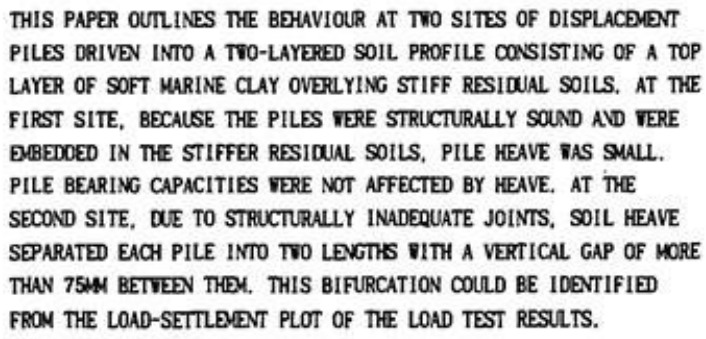 THIS PAPER OUTLINES THE BEHAVIOUR AT TWO SITES OF DISPLACEMENT
PILES DRIVEN INTO A TWO-LAYERED SOIL PROFILE CONSISTING OF A TOP
LAYER OF SOFT MARINE CLAY OVERLYING STIFF RESIDUAL SOILS. AT THE
FIRST SITE, BECAUSE THE PILES WERE STRUCTURALLY SOUND AND WERE
EMBEDDED IN THE STIFFER RESIDUAL SOILS, PILE HEAVE WAS SMALL.
PILE BEARING CAPACITIES WERE NOT AFFECTED BY HEAVE. AT THE
SECOND SITE, DUE TO STRUCTURALLY INADEQUATE JOINTS, SOIL HEAVE
SEPARATED EACH PILE INTO TWO LENGTHS WITH A VERTICAL GAP OF MORE
THAN 75MM BETWEEN THEM. THIS BIFURCATION COULD BE IDENTIFIED
FROM THE LOAD-SETTLEMENT PLOT OF THE LOAD TEST RESULTS.